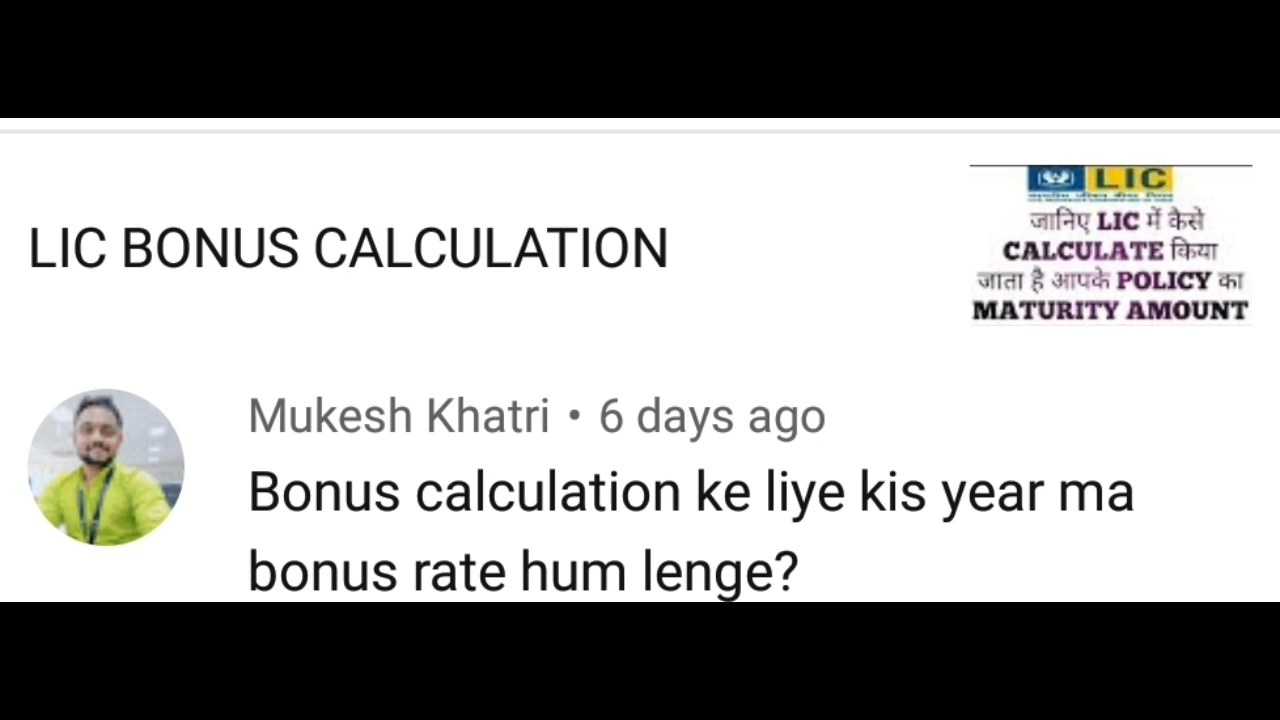 LIC BONUS CALCULATION
LIC
जानिए LIC में कैसे
CALCULATE किया
जाता है आपके POLICY का
MATURITY AMOUNT
Mukesh Khatri • 6 days ago
Bonus calculation ke liye kis year ma
bonus rate hum lenge?